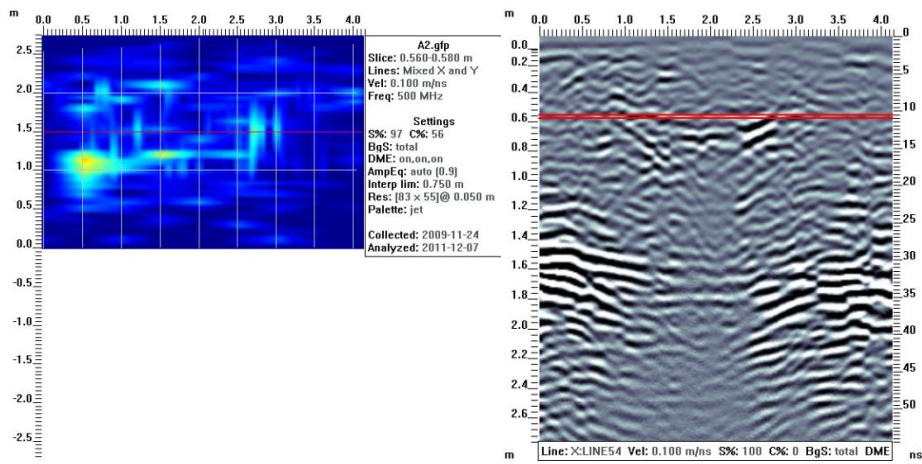 m
0.0 0.5 1.0 1.5 2.0 2.5 3.0 3.5 4.0
2.5
2.0
1.5
1.0
0.5
0.0
-0.5
-1.0
-1.5
-2.0
-2.5
m
A2.gfp
Slice: 0.560-0.580 m
Lines: Mixed X and Y
Vel: 0.100 m/ns
Freq: 500 MHz
Settings
S%: 97 C%: 56
BgS: total
DME: on,on,on
AmpEq: auto (0.9)
Interp lim: 0.750 m
Res: [83 x 55]@ 0.050 m
Palette: jet
Collected: 2009-11-24
Analyzed: 2011-12-07
m
0.0 0.5 1.0 1.5 2.0 2.5 3.0 3.5 4.0
0.0
0.2
0.4
0.6
0.8
1.0
1.2
1.4
1.6
1.8
2.0
2.2
2.4
2.6
m
0
5
10
15
20
25
30
35
40
45
50
ns
Line: X:LINE54 Vel: 0.100 m/ns S%: 100 C%: 0 BgS: total DME